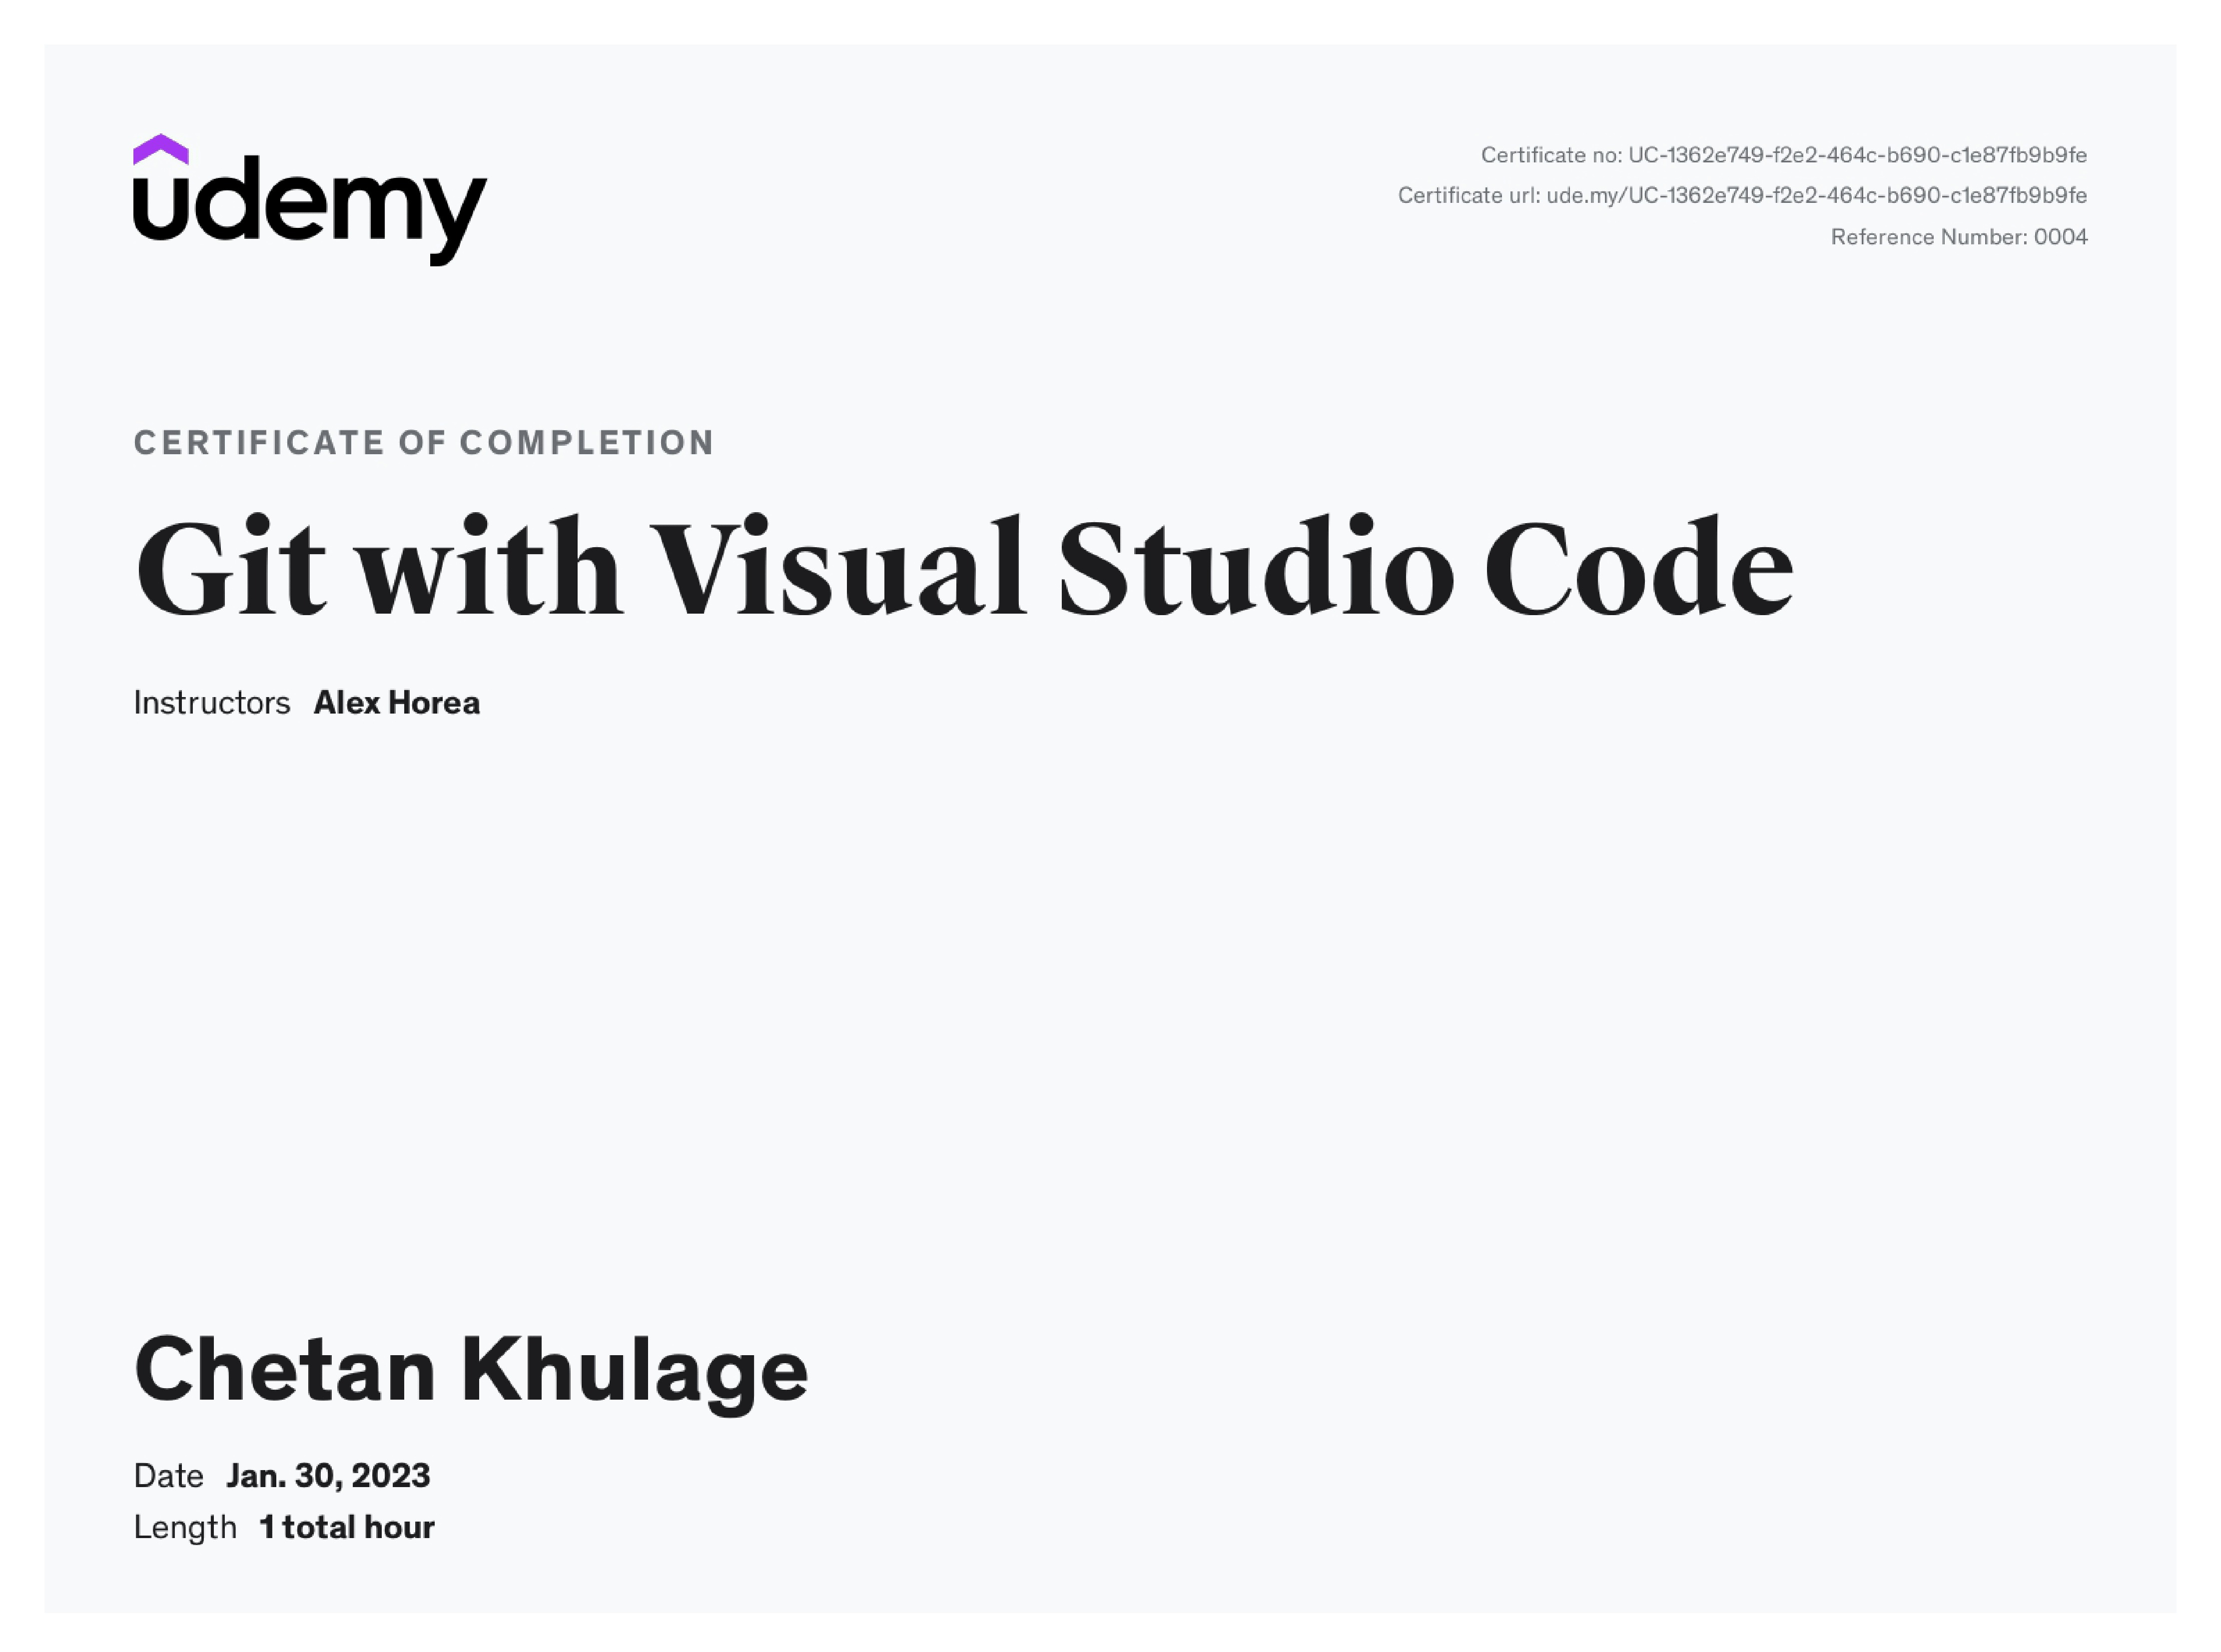 udemy
Certificate no: UC-1362e749-f2e2-464c-b690-c1e87fb9b9fe
Certificate url: ude.my/UC-1362e749-f2e2-464c-b690-c1e87fb9b9fe
Reference Number: 0004
CERTIFICATE OF COMPLETION
Git with Visual Studio Code
Instructors Alex Horea
Chetan Khulage
Date Jan. 30, 2023
Length 1 total hour